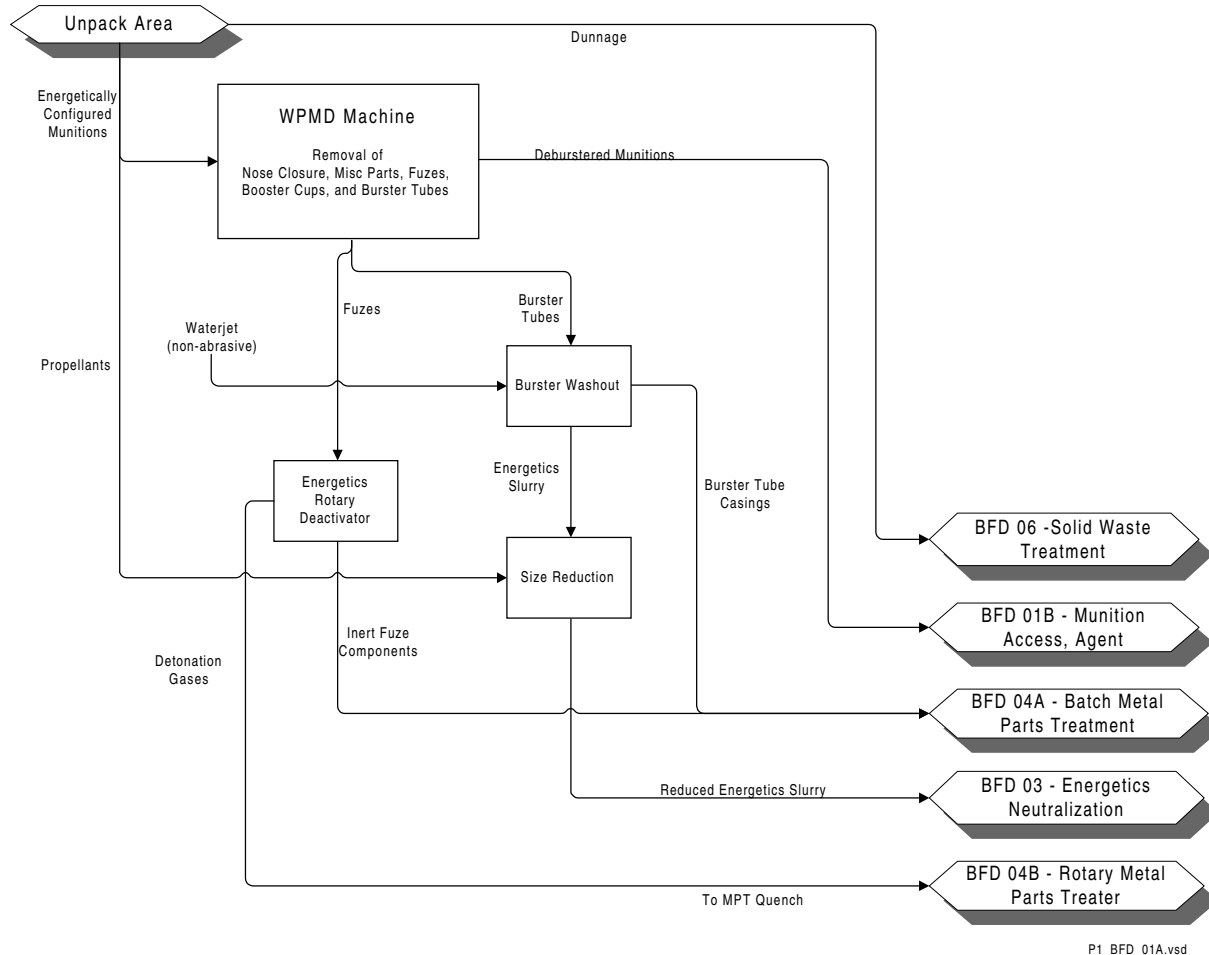 Unpack Area
Dunnage
Energetically
Configured
Munitions
WPMD Machine
Removal of
Nose Closure, Misc Parts, Fuzes,
Booster Cups, and Burster Tubes
Deburstered Munitions
Fuzes
Burster
Tubes
Waterjet
(non-abrasive)
Propellants
Burster Washout
Energetics
Rotary
Deactivator
Energetics
Slurry
Burster Tube
Casings
BFD 06 -Solid Waste
Treatment
Size Reduction
BFD 01B - Munition
Access, Agent
Inert Fuze
Components
Detonation
Gases
BFD 04A - Batch Metal
Parts Treatment
Reduced Energetics Slurry
BFD 03 - Energetics
Neutralization
BFD 04B - Rotary Metal
Parts Treater
To MPT Quench
P1_BFD_01A.vsd